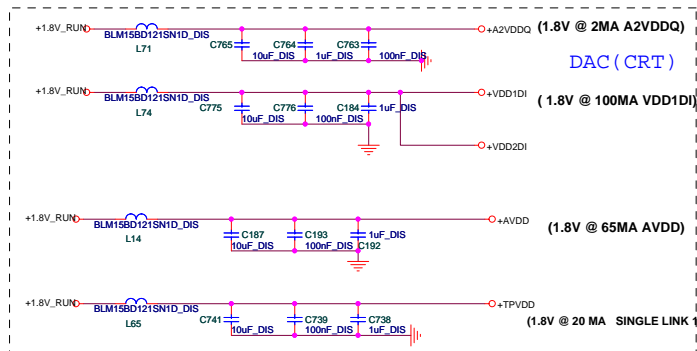 +1.8V_RUN
BLM15BD121SN1D_DIS
L71
C765
10uF_DIS
C764
1uF_DIS
C763
100nF_DIS
+A2VDDQ
(1.8V @ 2MA A2VDDQ)
DAC(CRT)
+1.8V_RUN
BLM15BD121SN1D_DIS
L74
C775
10uF_DIS
C776
100nF_DIS
C184
1uF_DIS
+VDD1DI
( 1.8V @ 100MA VDD1DI)
+VDD2DI
+1.8V_RUN
BLM15BD121SN1D_DIS
L14
C187
10uF_DIS
C193
100nF_DIS
1uF_DIS
C192
+AVDD
(1.8V @ 65MA AVDD)
+1.8V_RUN
BLM15BD121SN1D_DIS
L65
C741
10uF_DIS
C739
100nF_DIS
C738
1uF_DIS
+TPVDD
(1.8V @ 20 MA SINGLE LINK